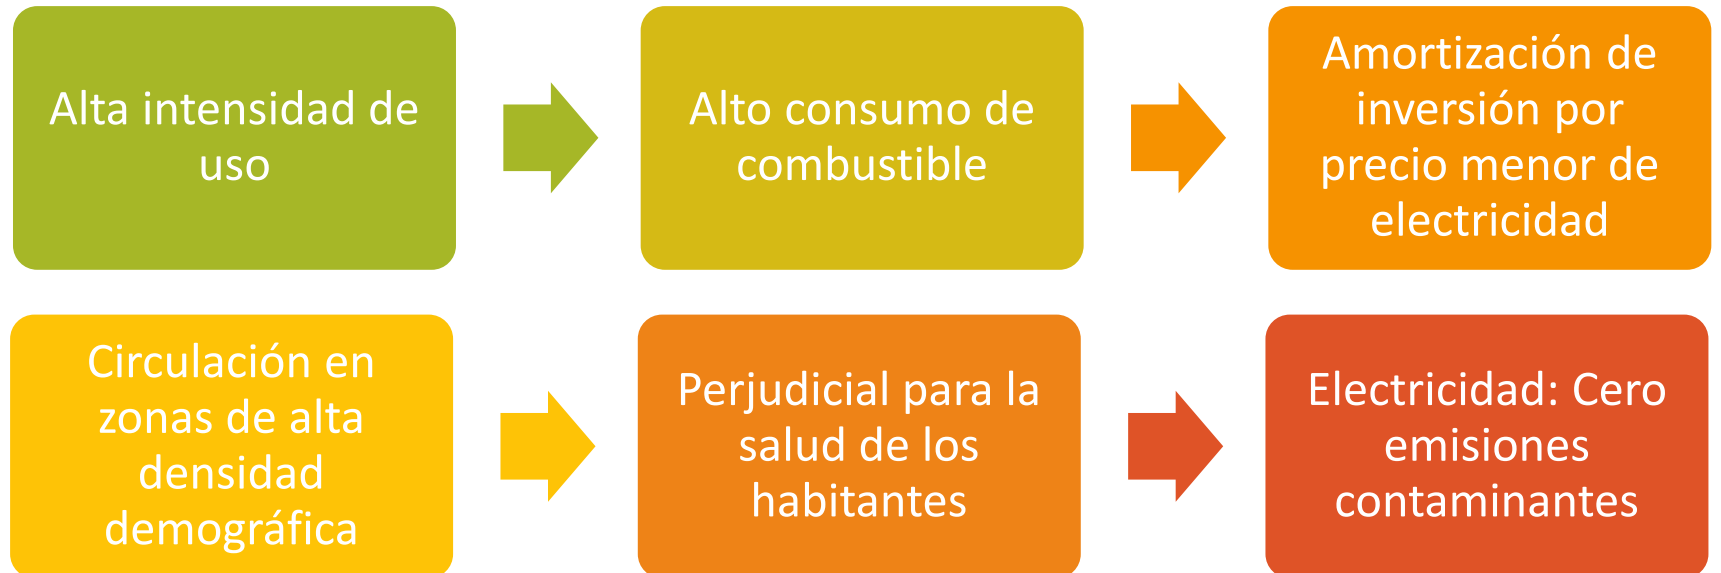 Alta intensidad de
uso
Alto consumo de
combustible
Amortización de
inversión por
precio menor de
electricidad
Circulación en
zonas de alta
densidad
demográfica
Perjudicial para la
salud de los
habitantes
Electricidad: Cero
emisiones
contaminantes